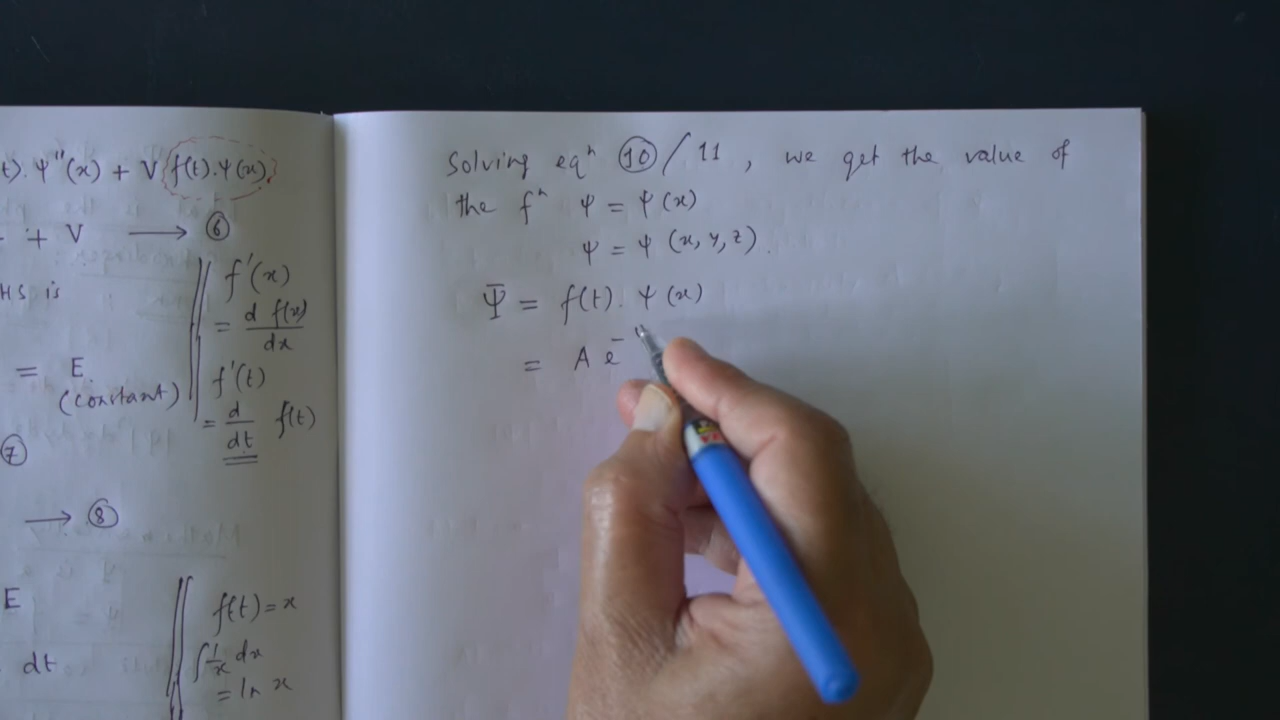 t). Ψ''(x) + V f(t).Ψ(x)
+ V → ⑥
HS is
= E
(constant)
f'(x)
= d f(x)
dx
f'(t)
= d f(t)
dt
⑦
→ ⑧
E
dt
f(t) = x
∫ 1/x dx
= ln x
Solving eqⁿ ⑩/11, we get the value of
the fⁿ Ψ = Ψ(x)
Ψ = Ψ (x, y, z).
Ψ̄ = f(t). Ψ(x)
= A e⁻